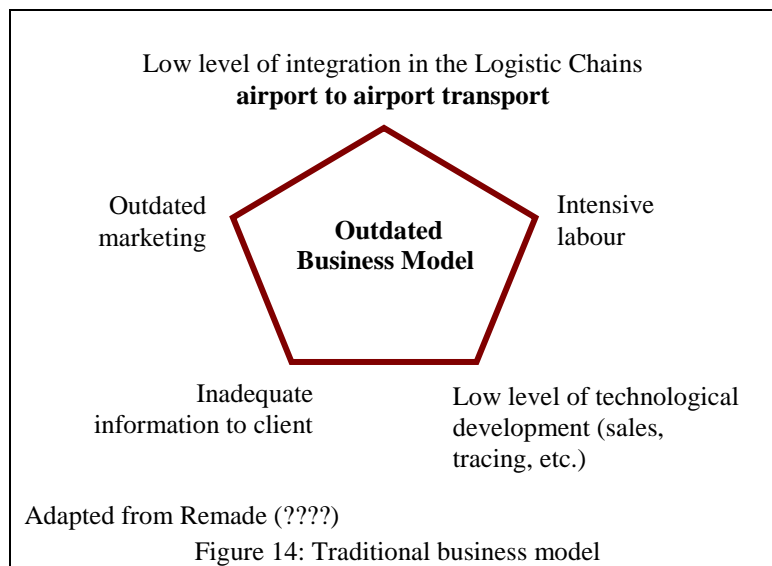 Low level of integration in the Logistic Chains
airport to airport transport
Outdated
marketing
Intensive
labour
Outdated
Business Model
Inadequate
information to client
Low level of technological
development (sales,
tracing, etc.)
Adapted from Remade (????)
Figure 14: Traditional business model